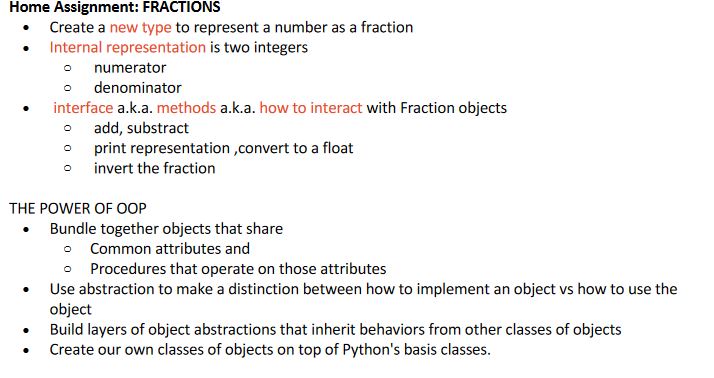 Home Assignment: FRACTIONS
• Create a new type to represent a number as a fraction
• Internal representation is two integers
○ numerator
○ denominator
• interface a.k.a. methods a.k.a. how to interact with Fraction objects
○ add, substract
○ print representation ,convert to a float
○ invert the fraction
THE POWER OF OOP
• Bundle together objects that share
○ Common attributes and
○ Procedures that operate on those attributes
• Use abstraction to make a distinction between how to implement an object vs how to use the
object
• Build layers of object abstractions that inherit behaviors from other classes of objects
• Create our own classes of objects on top of Python's basis classes.